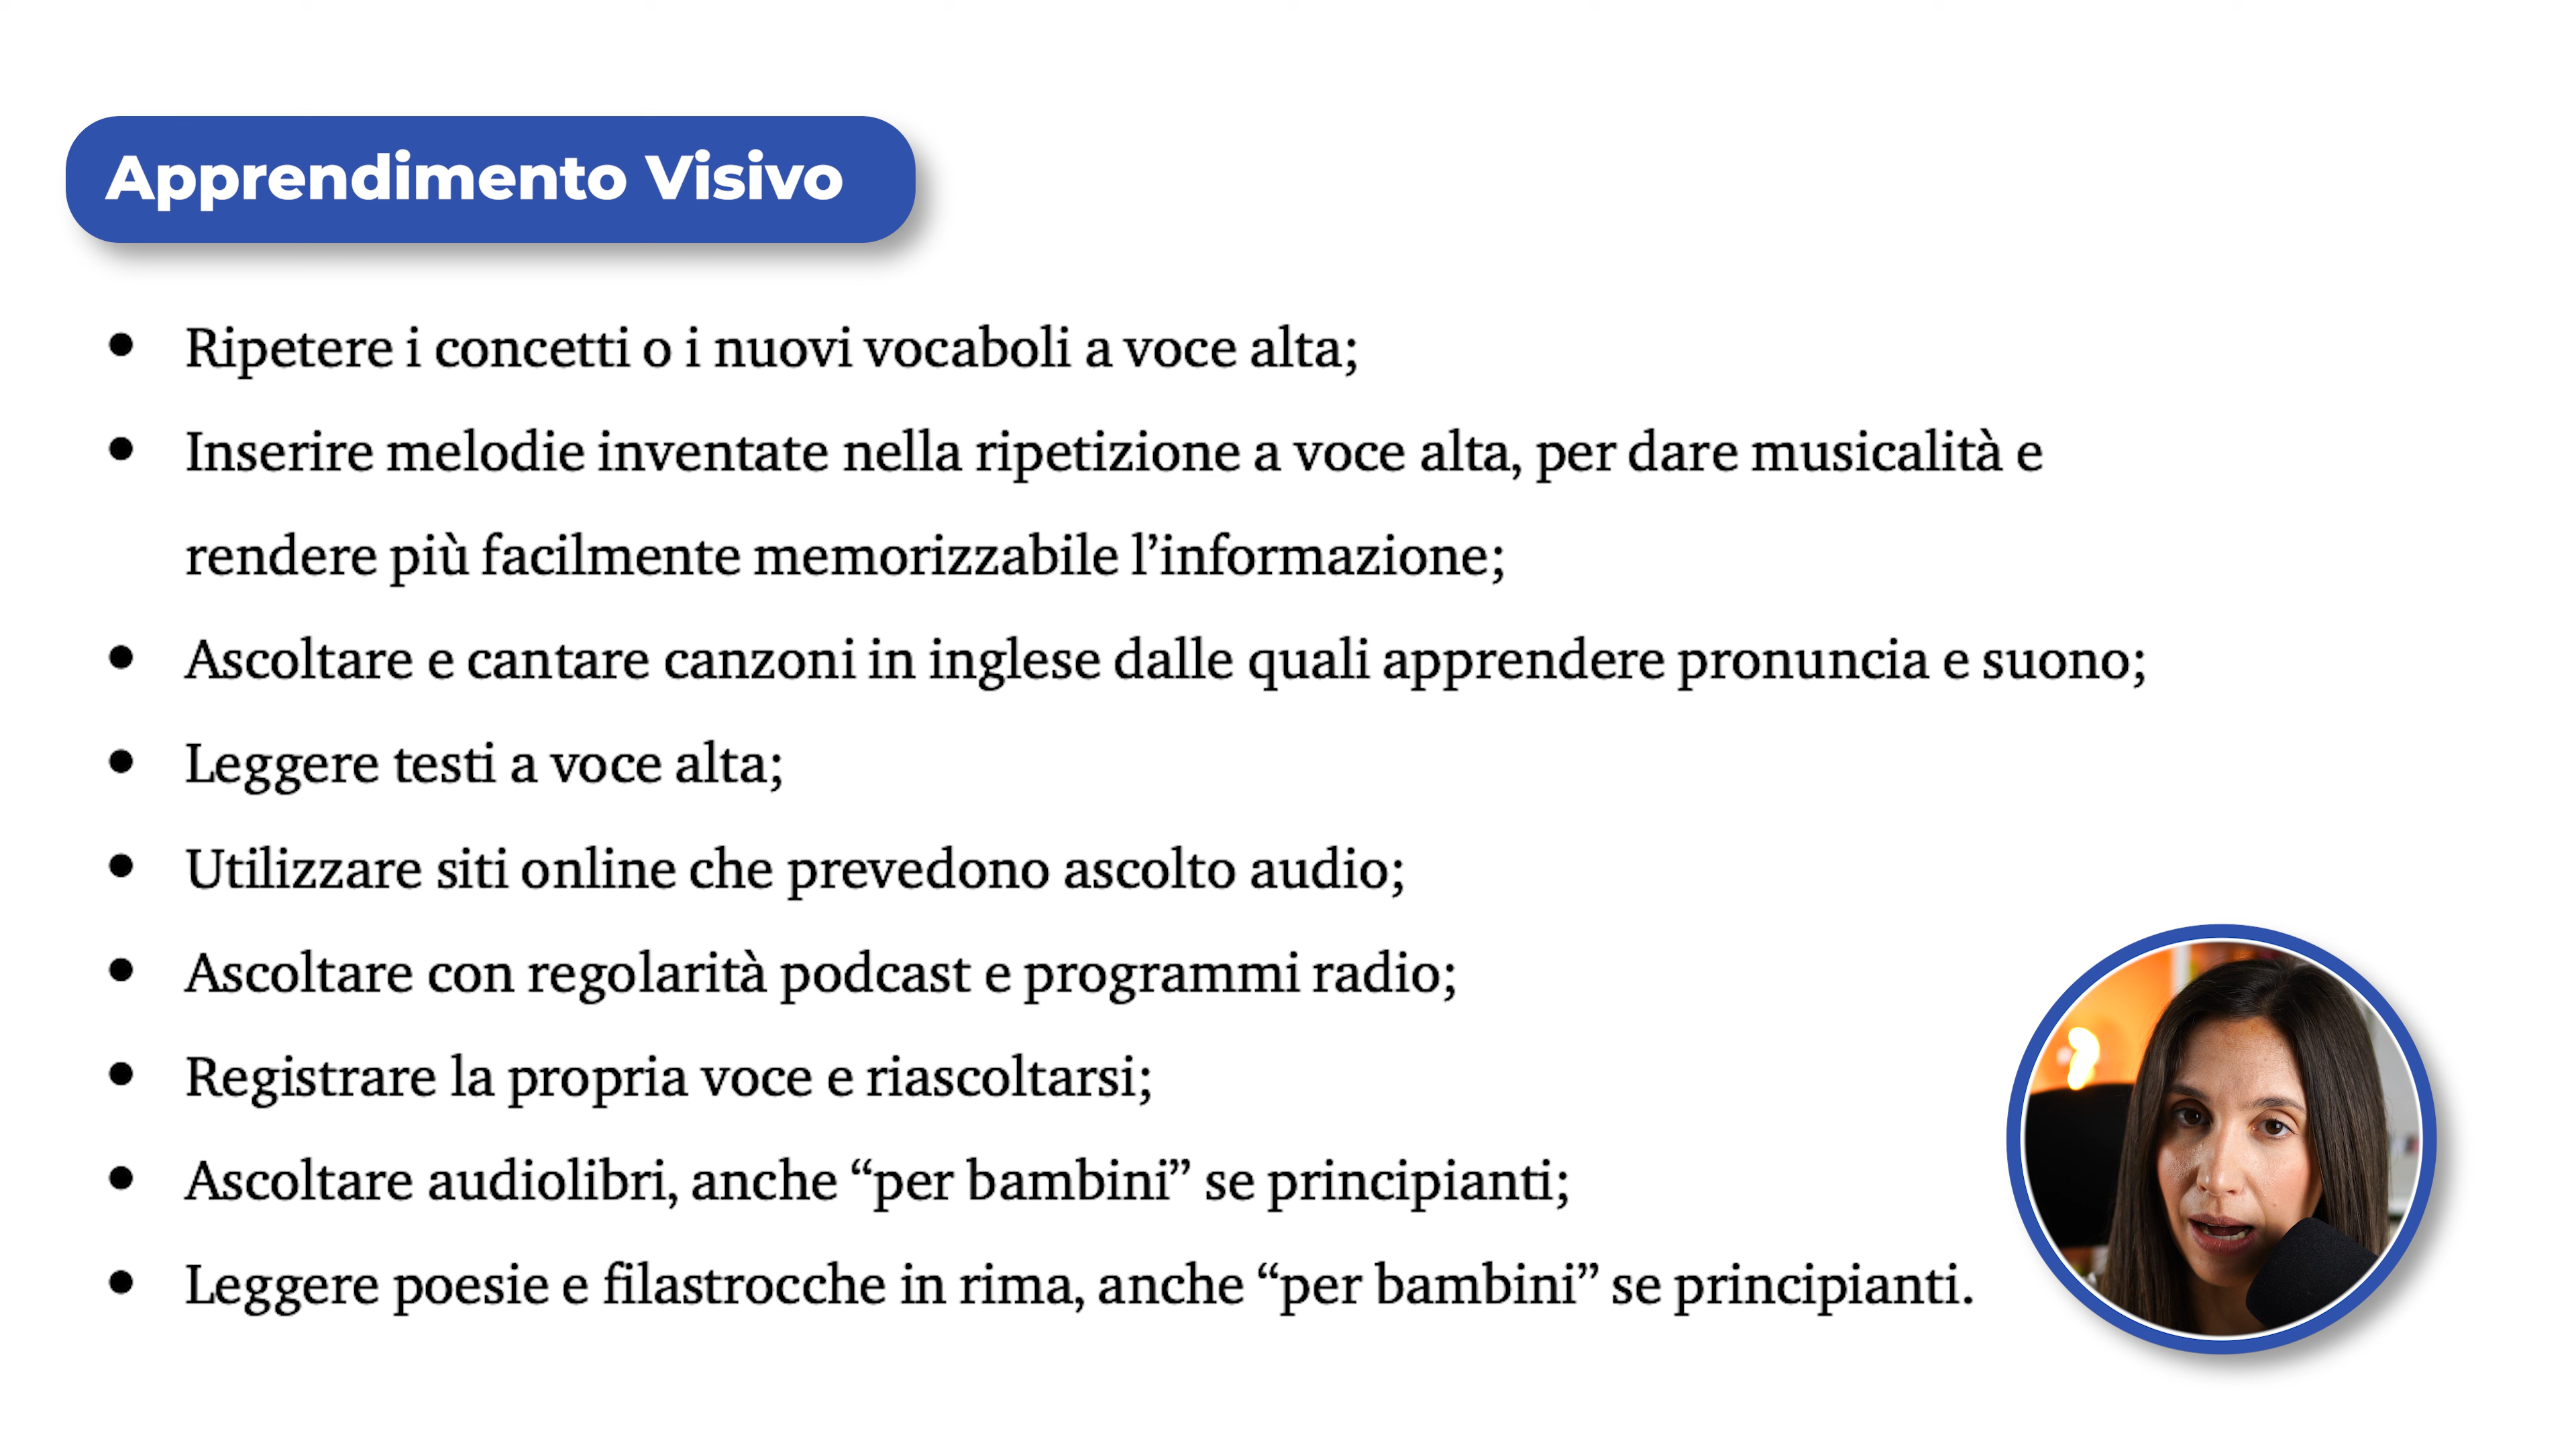 Apprendimento Visivo
• Ripetere i concetti o i nuovi vocaboli a voce alta;
• Inserire melodie inventate nella ripetizione a voce alta, per dare musicalità e
rendere più facilmente memorizzabile l’informazione;
• Ascoltare e cantare canzoni in inglese dalle quali apprendere pronuncia e suono;
• Leggere testi a voce alta;
• Utilizzare siti online che prevedono ascolto audio;
• Ascoltare con regolarità podcast e programmi radio;
• Registrare la propria voce e riascoltarsi;
• Ascoltare audiolibri, anche “per bambini” se principianti;
• Leggere poesie e filastrocche in rima, anche “per bambini” se principianti.